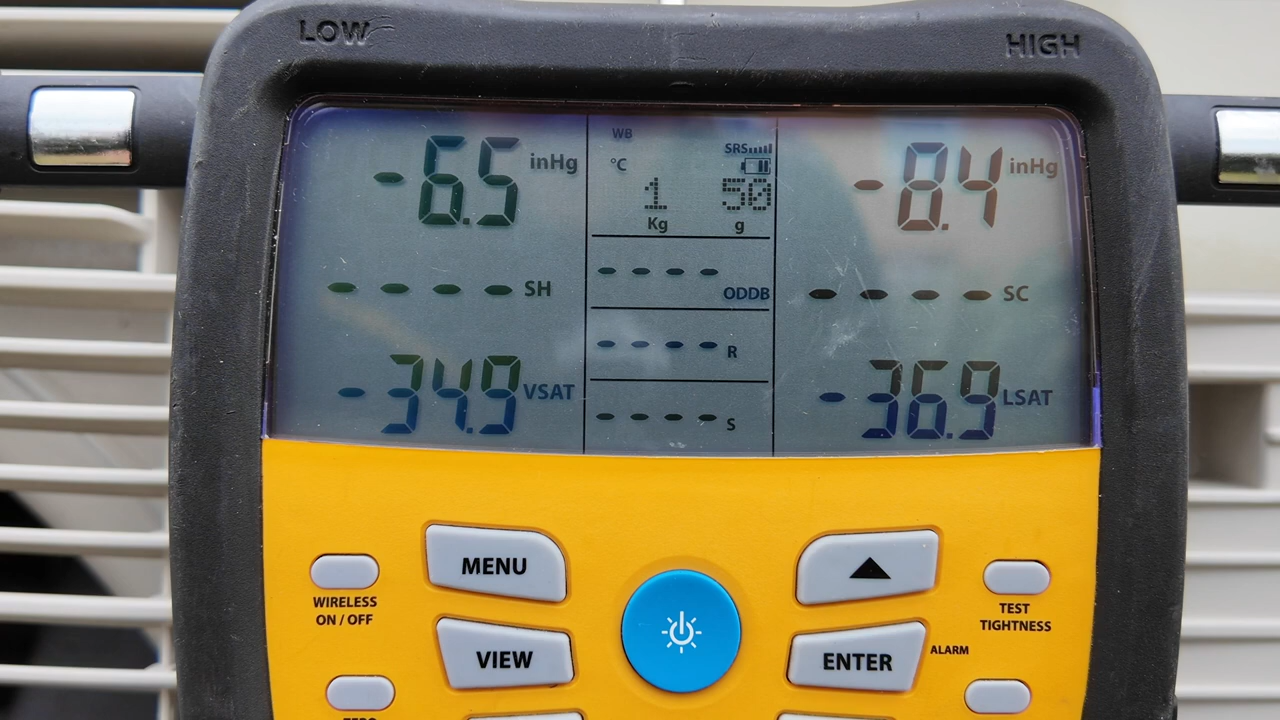 LOW
HIGH
-6.5 inHg
WB
°C
SRS
1 Kg
50 g
-8.4 inHg
---- SH
---- ODDB
---- SC
---- R
-34.9 VSAT
-36.9 LSAT
---- S
MENU
WIRELESS
ON / OFF
TEST
TIGHTNESS
VIEW
ENTER
ALARM
ZERO